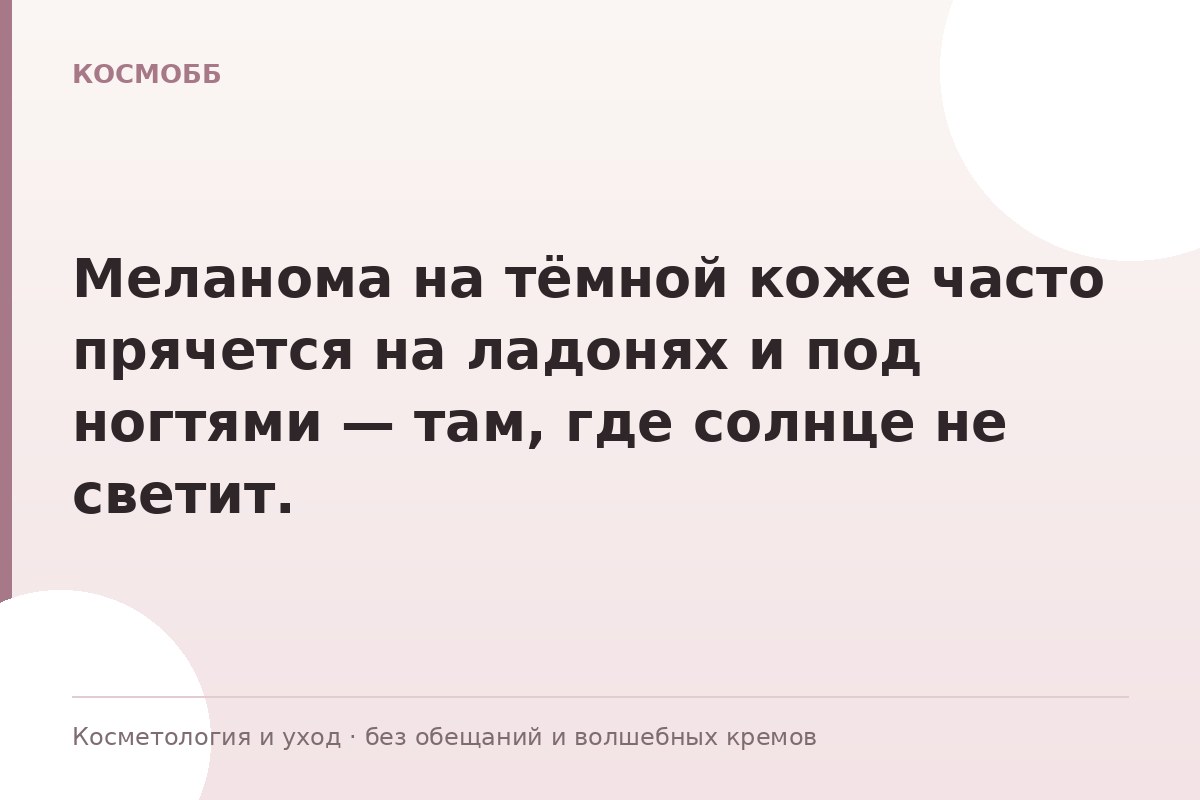 КОСМОББ
Меланома на тёмной коже часто
прячется на ладонях и под
ногтями — там, где солнце не
светит.
Косметология и уход · без обещаний и волшебных кремов